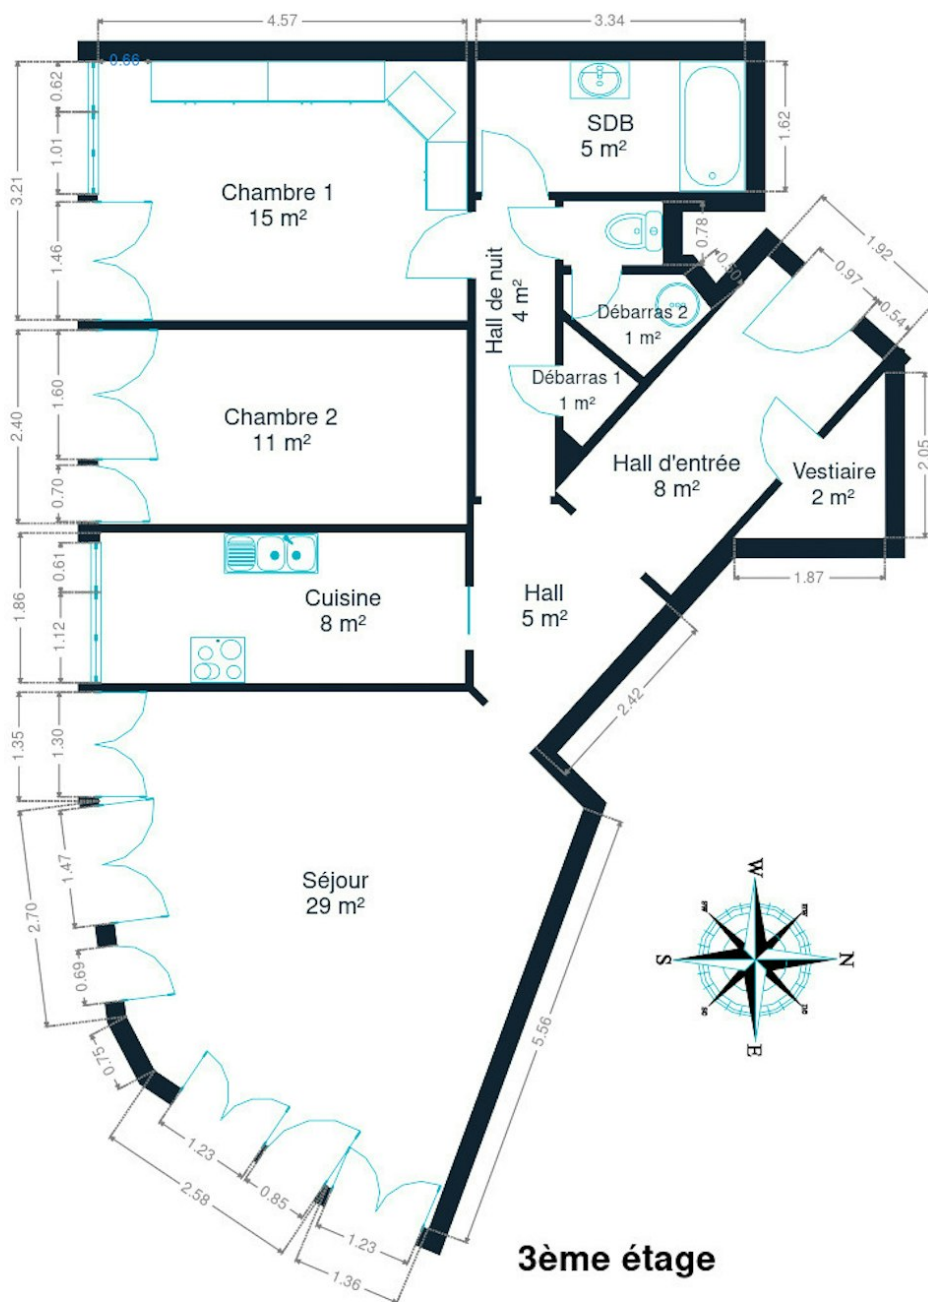 4.57
3.34
0.66
0.62
1.01
3.21
1.46
SDB
5 m²
1.62
Chambre 1
15 m²
0.78
1.92
0.97
0.54
0.50
Hall de nuit
4 m²
Débarras 2
1 m²
Débarras 1
1 m²
1.60
2.40
0.70
Chambre 2
11 m²
Hall d'entrée
8 m²
Vestiaire
2 m²
2.05
1.87
0.61
1.86
1.12
Cuisine
8 m²
Hall
5 m²
2.42
1.35
1.30
1.47
2.70
0.69
0.75
Séjour
29 m²
5.56
W
S
N
E
1.23
2.58
0.85
1.23
1.36
3ème étage